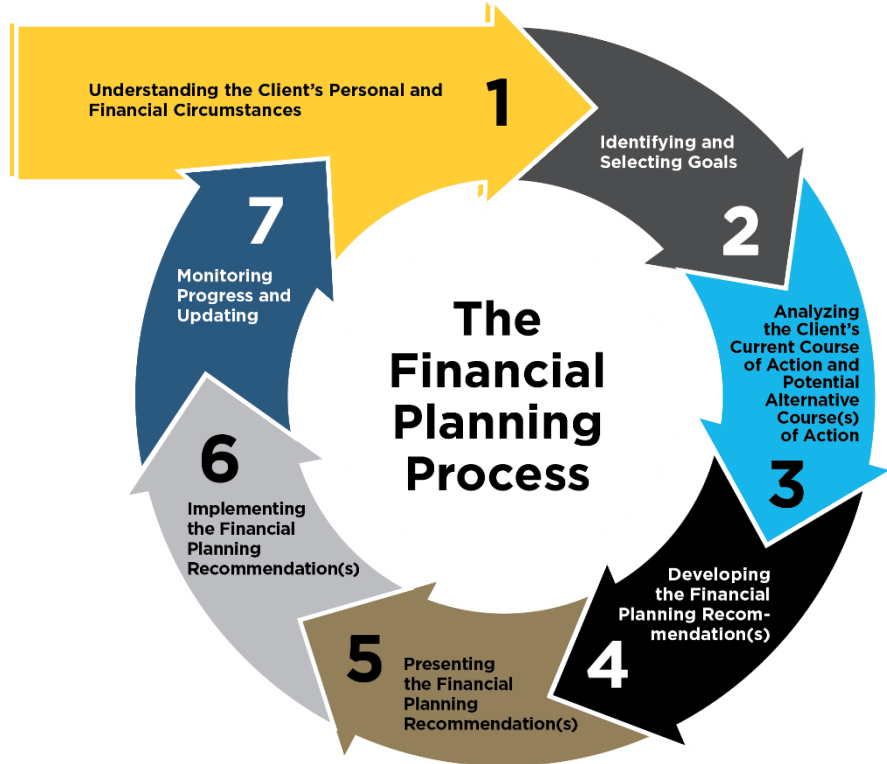 Understanding the Client's Personal and
Financial Circumstances
1
Identifying and
Selecting Goals
2
Analyzing
the Client's
Current Course
of Action and
Potential
Alternative
Course(s)
of Action
3
Developing
the Financial
Planning Recom-
mendation(s)
4
5
Presenting
the Financial
Planning
Recommendation(s)
6
Implementing
the Financial
Planning
Recommendation(s)
7
Monitoring
Progress and
Updating
The
Financial
Planning
Process